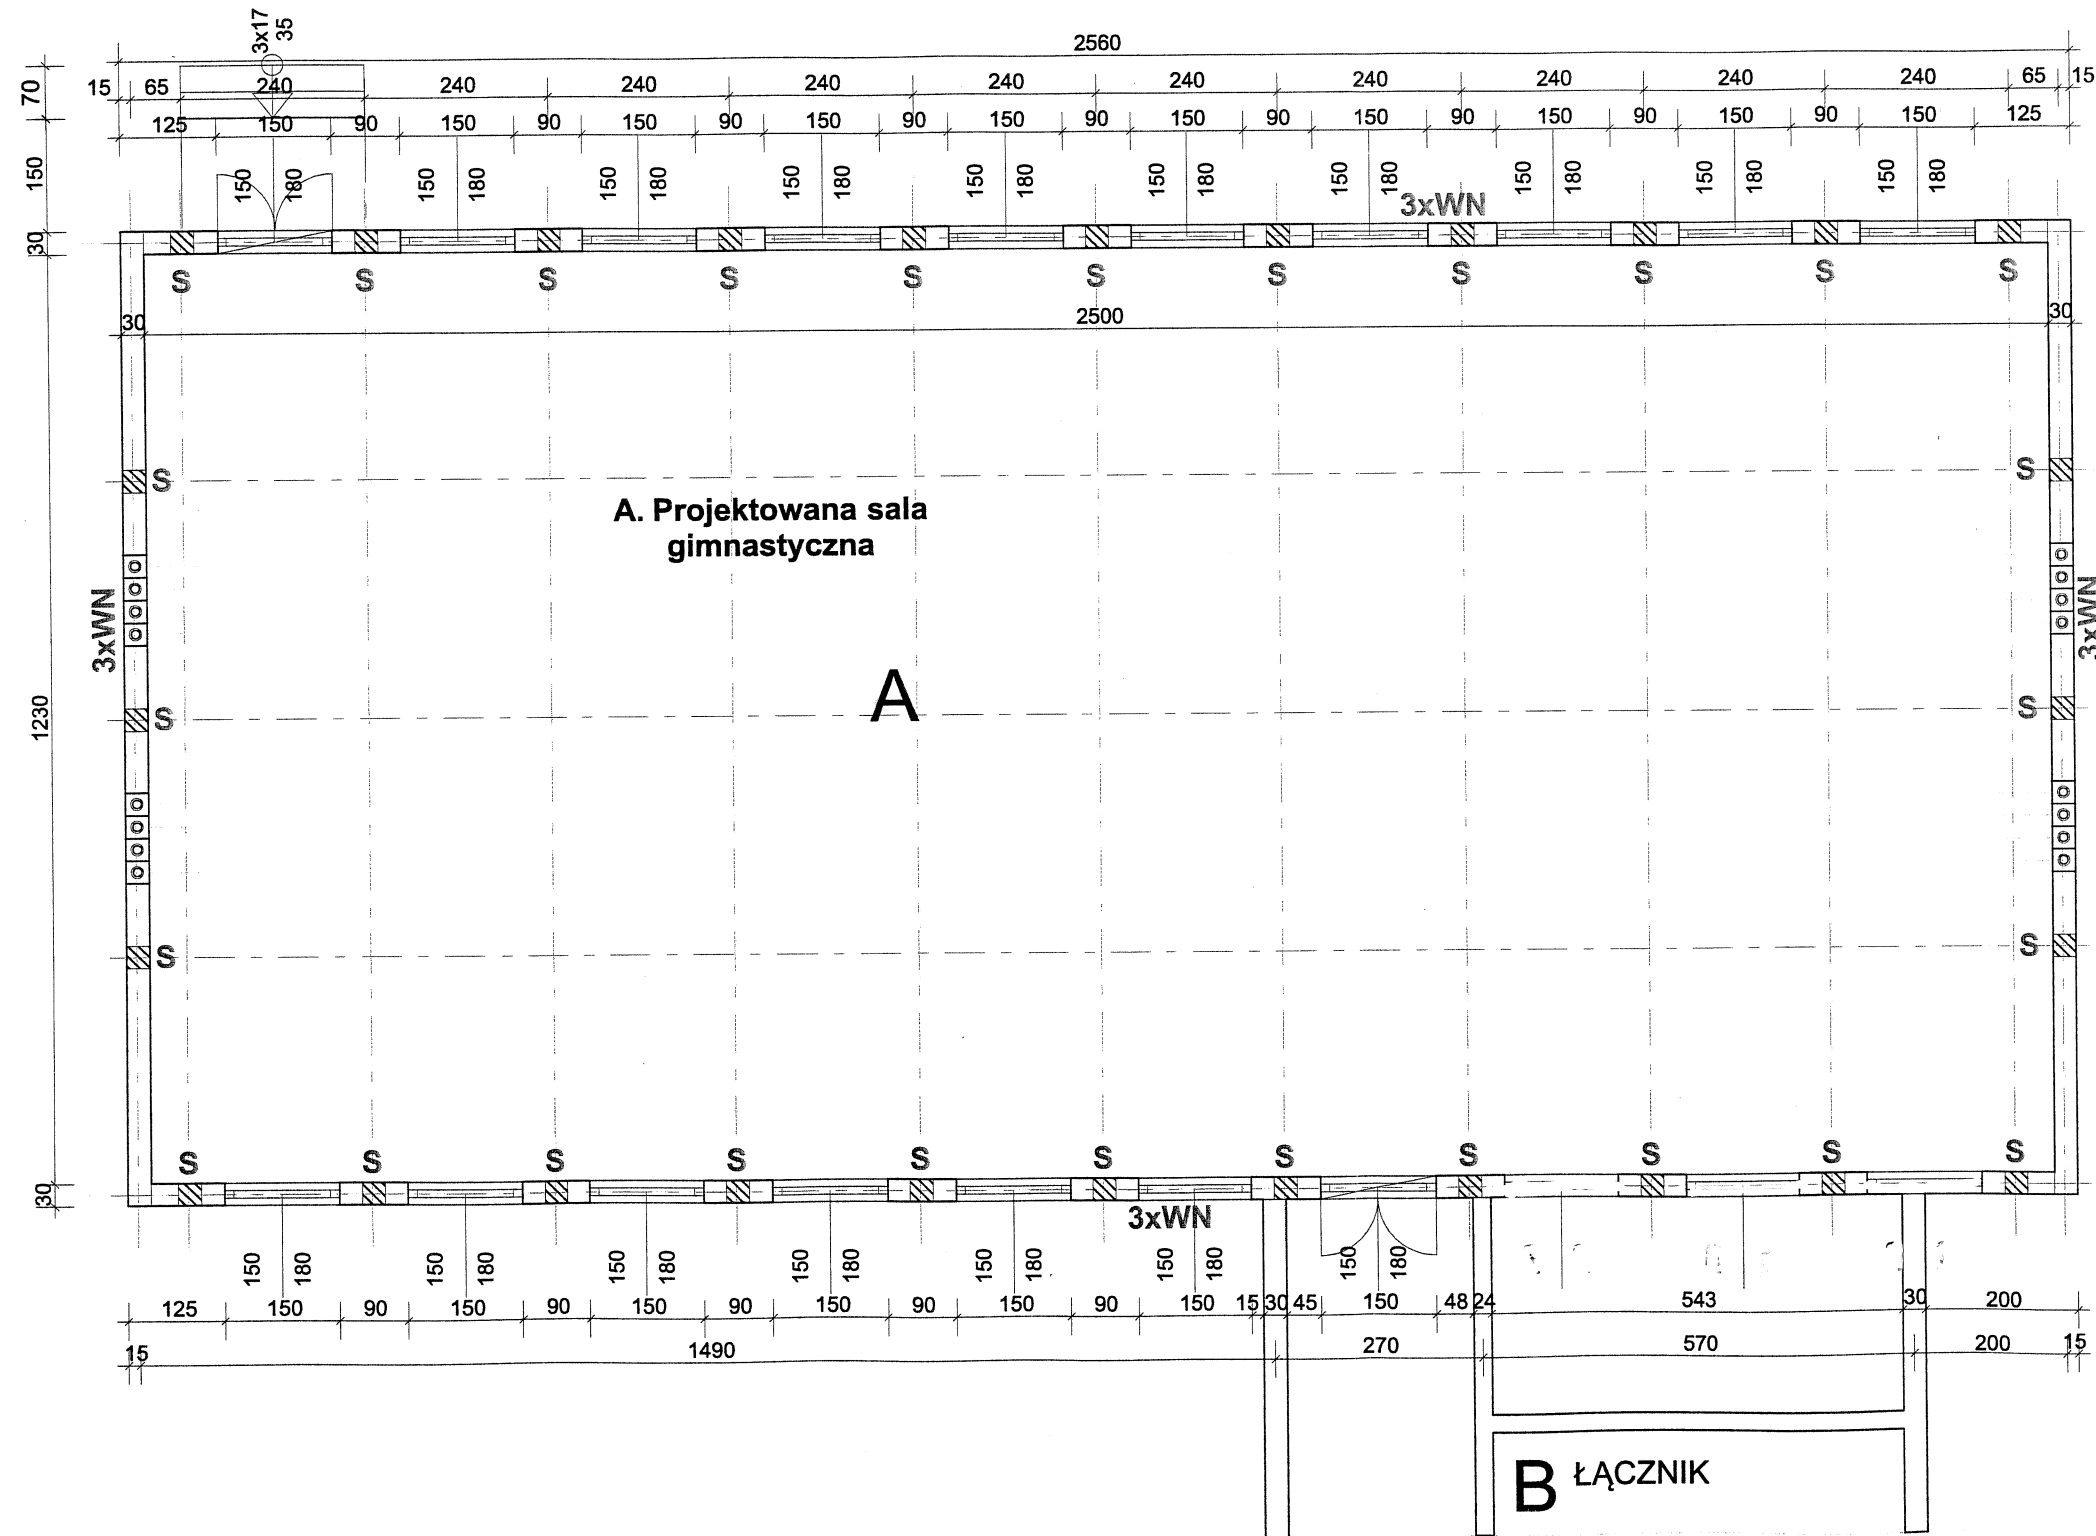 3x17
35
2560
70
15 65 240 240 240 240 240 240 240 240 240 240 65 15
125 150 90 150 90 150 90 150 90 150 90 150 90 150 90 150 90 150 90 150 125
150
150 180 150 180 150 180 150 180 150 180 150 180 150 180 150 180 150 180 150 180
3xWN
30
S S S S S S S S S S S
30 2500 30
S S
A. Projektowana sala
gimnastyczna
3xWN 3xWN
A
1230
S S
S S
S S S S S S S S S S S
30
3xWN
150 180 150 180 150 180 150 180 150 180 150 180 150 180
125 150 90 150 90 150 90 150 90 150 90 150 15 30 45 150 48 24 543 30 200
15 1490 270 570 200 15
B ŁĄCZNIK